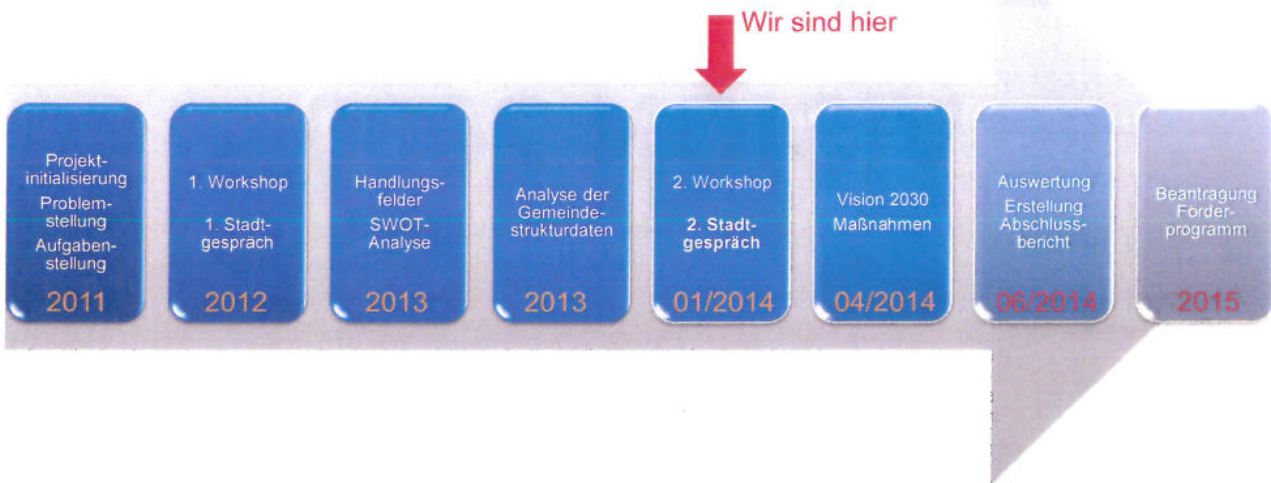 Wir sind hier
Projekt-
initialisierung
Problem-
stellung
Aufgaben-
stellung
2011
1. Workshop
1. Stadt-
gespräch
2012
Handlungs-
felder
SWOT-
Analyse
2013
Analyse der
Gemeinde-
strukturdaten
2013
2. Workshop
2. Stadt-
gespräch
01/2014
Vision 2030
Maßnahmen
04/2014
Auswertung
Erstellung
Abschluss-
bericht
06/2014
Beantragung
Förder-
programm
2015